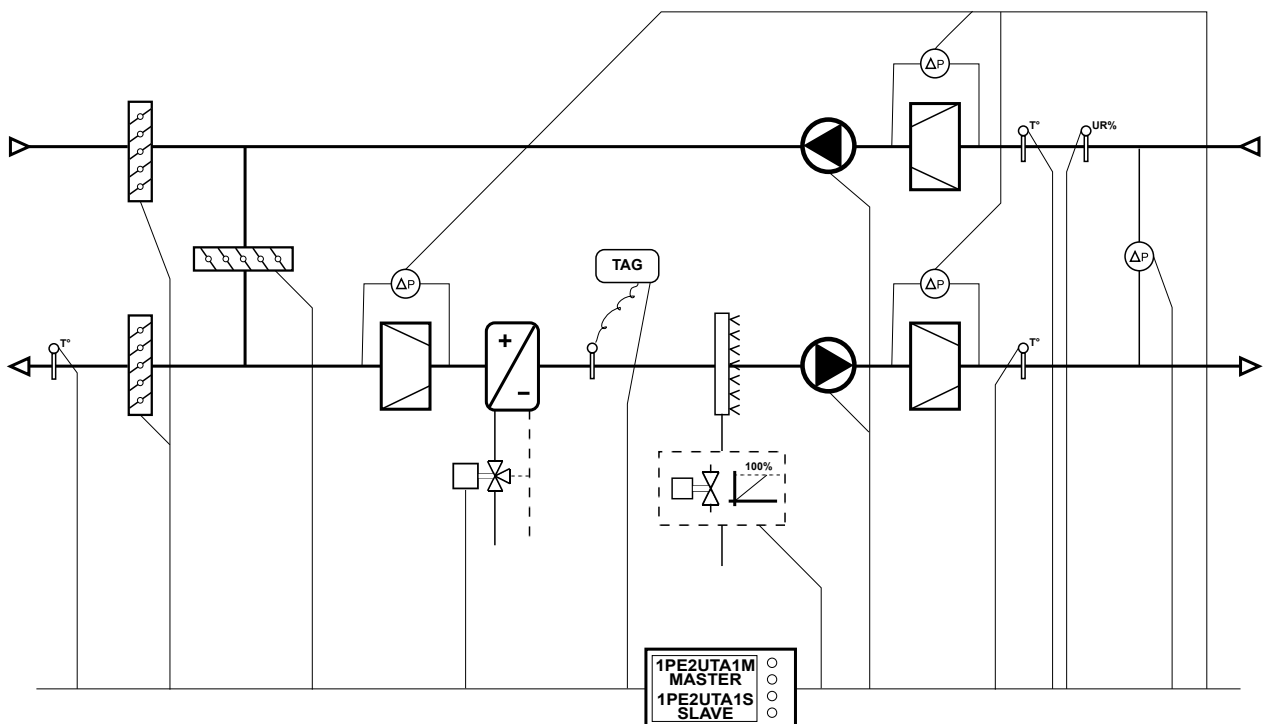 ΔP
T°
UR%
ΔP
TAG
ΔP
ΔP
T°
T°
+
−
100%
1PE2UTA1M
MASTER
1PE2UTA1S
SLAVE